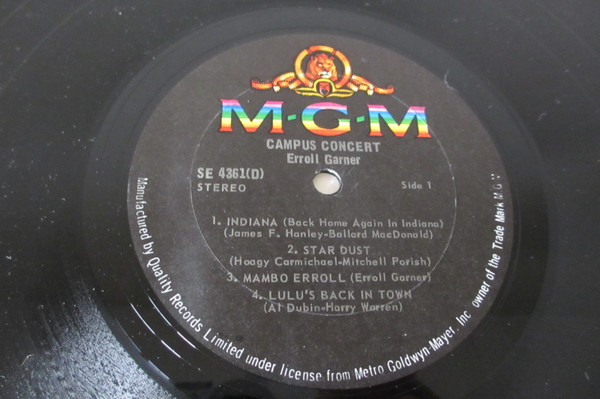 M-G-M
CAMPUS CONCERT
Erroll Garner
SE 4361(D)
STEREO
Side 1
1. INDIANA (Back Home Again In Indiana)
(James F. Hanley-Ballard MacDonald)
2. STAR DUST
(Hoagy Carmichael-Mitchell Parish)
3. MAMBO ERROLL (Erroll Garner)
4. LULU'S BACK IN TOWN
(Al Dubin-Harry Warren)
Manufactured by Quality Records Limited under license from Metro Goldwyn-Mayer, Inc owner of the Trade Mark M G M